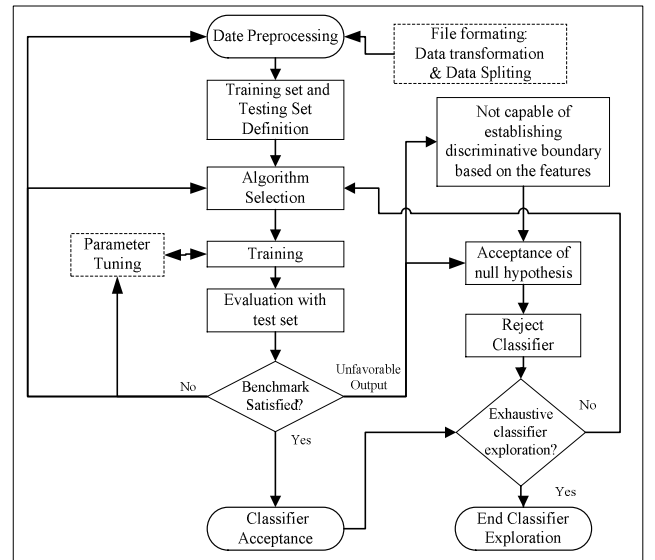 Date Preprocessing
File formating:
Data transformation
& Data Spliting
Training set and
Testing Set
Definition
Not capable of
establishing
discriminative boundary
based on the features
Algorithm
Selection
Parameter
Tuning
Training
Acceptance of
null hypothesis
Evaluation with
test set
Reject
Classifier
No
Benchmark
Satisfied?
Unfavorable
Output
Yes
Exhaustive
classifier
exploration?
No
Yes
Classifier
Acceptance
End Classifier
Exploration